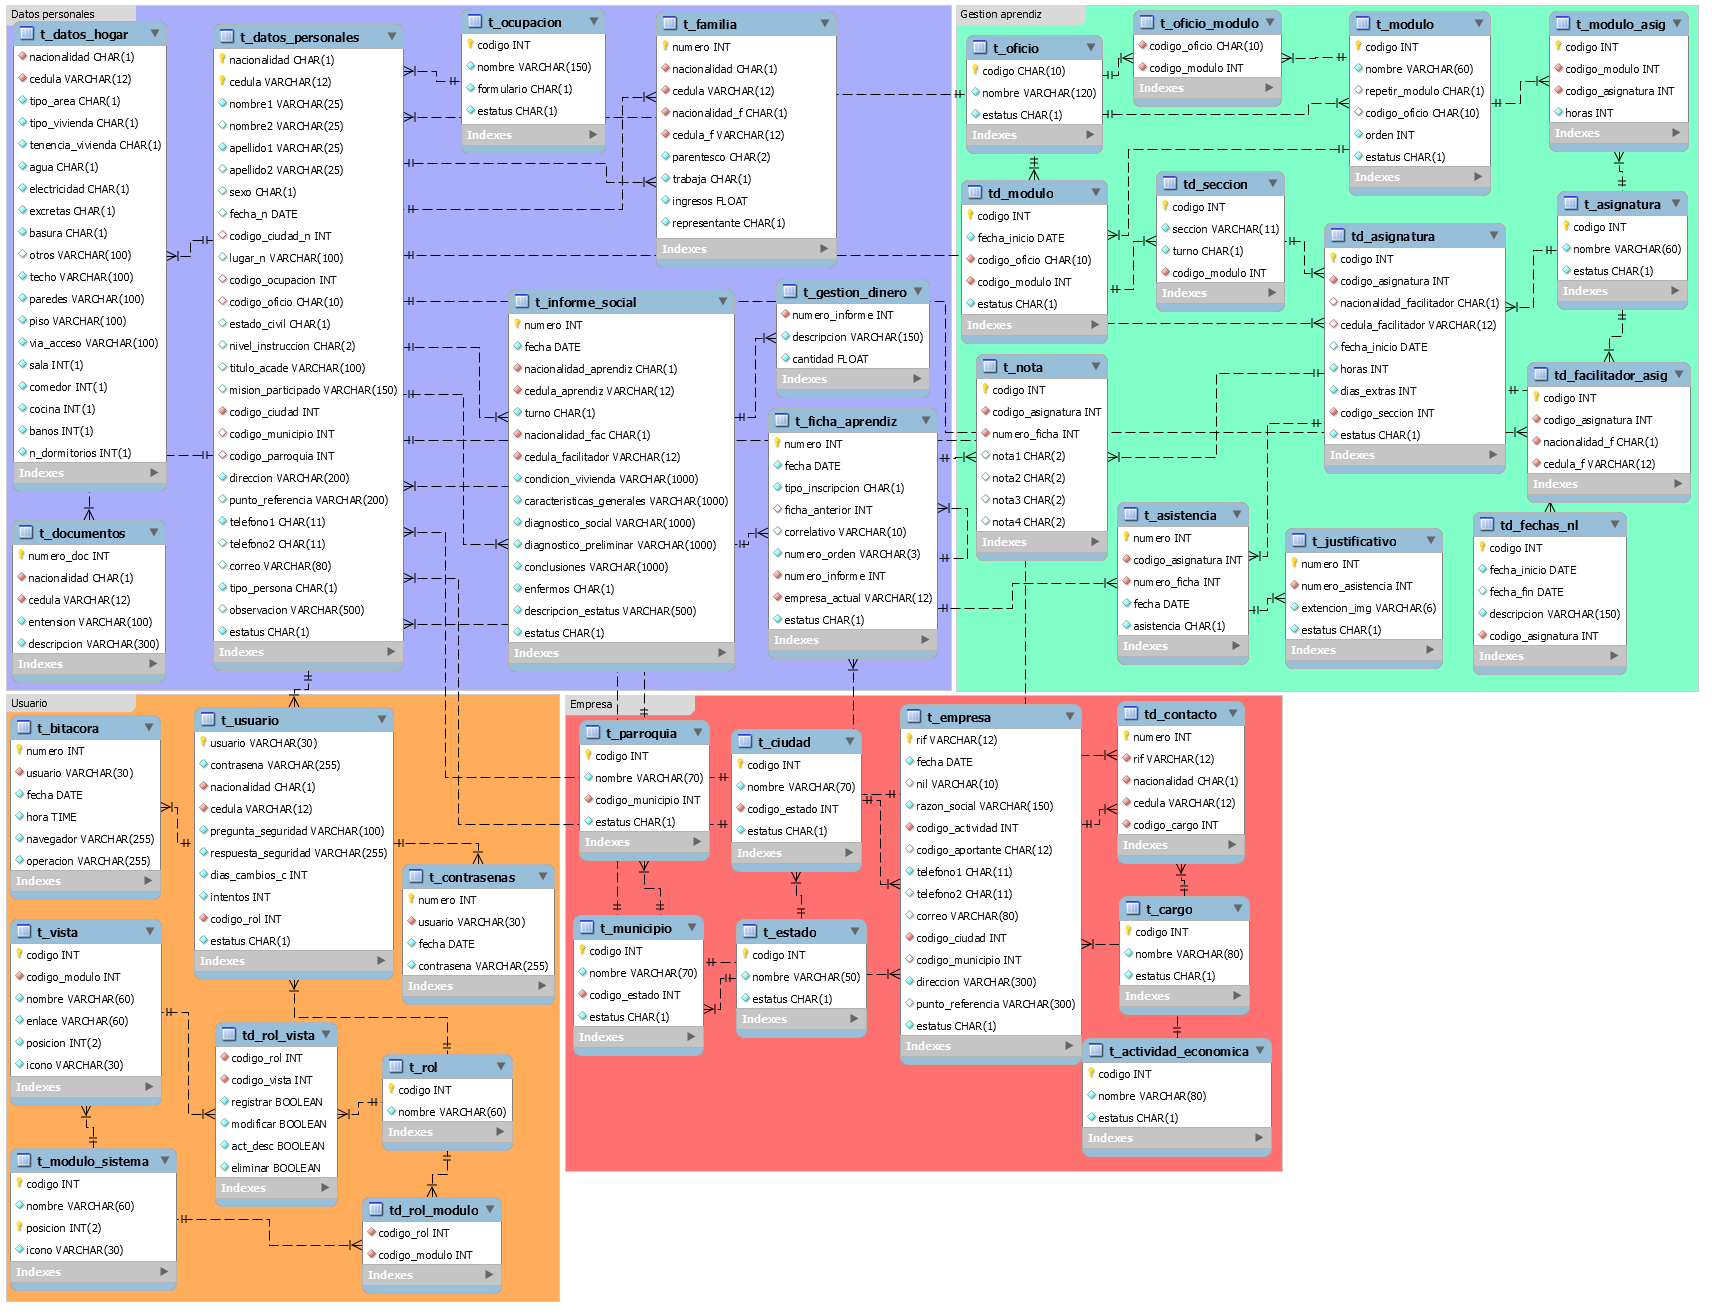 Datos personales
t_datos_hogar
nacionalidad CHAR(1)
cedula VARCHAR(12)
tipo_area CHAR(1)
tipo_vivienda CHAR(1)
tenencia_vivienda CHAR(1)
agua CHAR(1)
electricidad CHAR(1)
excretas CHAR(1)
basura CHAR(1)
otros VARCHAR(100)
techo VARCHAR(100)
paredes VARCHAR(100)
piso VARCHAR(100)
via_acceso VARCHAR(100)
sala INT(1)
comedor INT(1)
cocina INT(1)
banos INT(1)
n_dormitorios INT(1)
Indexes
t_documentos
numero_doc INT
nacionalidad CHAR(1)
cedula VARCHAR(12)
entension VARCHAR(100)
descripcion VARCHAR(300)
Indexes
t_datos_personales
nacionalidad CHAR(1)
cedula VARCHAR(12)
nombre1 VARCHAR(25)
nombre2 VARCHAR(25)
apellido1 VARCHAR(25)
apellido2 VARCHAR(25)
sexo CHAR(1)
fecha_n DATE
codigo_ciudad_n INT
lugar_n VARCHAR(100)
codigo_ocupacion INT
codigo_oficio CHAR(10)
estado_civil CHAR(1)
nivel_instruccion CHAR(2)
titulo_acade VARCHAR(100)
mision_participado VARCHAR(150)
codigo_ciudad INT
codigo_municipio INT
codigo_parroquia INT
direccion VARCHAR(200)
punto_referencia VARCHAR(200)
telefono1 CHAR(11)
telefono2 CHAR(11)
correo VARCHAR(80)
tipo_persona CHAR(1)
observacion VARCHAR(500)
estatus CHAR(1)
Indexes
t_ocupacion
codigo INT
nombre VARCHAR(150)
formulario CHAR(1)
estatus CHAR(1)
Indexes
t_familia
numero INT
nacionalidad CHAR(1)
cedula VARCHAR(12)
nacionalidad_f CHAR(1)
cedula_f VARCHAR(12)
parentesco CHAR(2)
trabaja CHAR(1)
ingresos FLOAT
representante CHAR(1)
Indexes
t_informe_social
numero INT
fecha DATE
nacionalidad_aprendiz CHAR(1)
cedula_aprendiz VARCHAR(12)
turno CHAR(1)
nacionalidad_fac CHAR(1)
cedula_facilitador VARCHAR(12)
condicion_vivienda VARCHAR(1000)
caracteristicas_generales VARCHAR(1000)
diagnostico_social VARCHAR(1000)
diagnostico_preliminar VARCHAR(1000)
conclusiones VARCHAR(1000)
enfermos CHAR(1)
descripcion_estatus VARCHAR(500)
estatus CHAR(1)
Indexes
t_gestion_dinero
numero_informe INT
descripcion VARCHAR(150)
cantidad FLOAT
Indexes
t_ficha_aprendiz
numero INT
fecha DATE
tipo_inscripcion CHAR(1)
ficha_anterior INT
correlativo VARCHAR(10)
numero_orden VARCHAR(3)
numero_informe INT
empresa_actual VARCHAR(12)
estatus CHAR(1)
Indexes
Gestion aprendiz
t_oficio
codigo CHAR(10)
nombre VARCHAR(120)
estatus CHAR(1)
Indexes
t_oficio_modulo
codigo_oficio CHAR(10)
codigo_modulo INT
Indexes
t_modulo
codigo INT
nombre VARCHAR(60)
repetir_modulo CHAR(1)
codigo_oficio CHAR(10)
orden INT
estatus CHAR(1)
Indexes
t_modulo_asig
codigo INT
codigo_modulo INT
codigo_asignatura INT
horas INT
Indexes
td_modulo
codigo INT
fecha_inicio DATE
codigo_oficio CHAR(10)
codigo_modulo INT
estatus CHAR(1)
Indexes
td_seccion
codigo INT
seccion VARCHAR(11)
turno CHAR(1)
codigo_modulo INT
Indexes
td_asignatura
codigo INT
codigo_asignatura INT
nacionalidad_facilitador CHAR(1)
cedula_facilitador VARCHAR(12)
fecha_inicio DATE
horas INT
dias_extras INT
codigo_seccion INT
estatus CHAR(1)
Indexes
t_asignatura
codigo INT
nombre VARCHAR(60)
estatus CHAR(1)
Indexes
t_nota
codigo INT
codigo_asignatura INT
numero_ficha INT
nota1 CHAR(2)
nota2 CHAR(2)
nota3 CHAR(2)
nota4 CHAR(2)
Indexes
td_facilitador_asig
codigo INT
codigo_asignatura INT
nacionalidad_f CHAR(1)
cedula_f VARCHAR(12)
Indexes
t_asistencia
numero INT
codigo_asignatura INT
numero_ficha INT
fecha DATE
asistencia CHAR(1)
Indexes
t_justificativo
numero INT
numero_asistencia INT
extencion_img VARCHAR(6)
estatus CHAR(1)
Indexes
td_fechas_nl
codigo INT
fecha_inicio DATE
fecha_fin DATE
descripcion VARCHAR(150)
codigo_asignatura INT
Indexes
Usuario
t_bitacora
numero INT
usuario VARCHAR(30)
fecha DATE
hora TIME
navegador VARCHAR(255)
operacion VARCHAR(255)
Indexes
t_usuario
usuario VARCHAR(30)
contrasena VARCHAR(255)
nacionalidad CHAR(1)
cedula VARCHAR(12)
pregunta_seguridad VARCHAR(100)
respuesta_seguridad VARCHAR(255)
dias_cambios_c INT
intentos INT
codigo_rol INT
estatus CHAR(1)
Indexes
t_contrasenas
numero INT
usuario VARCHAR(30)
fecha DATE
contrasena VARCHAR(255)
Indexes
t_vista
codigo INT
codigo_modulo INT
nombre VARCHAR(60)
enlace VARCHAR(60)
posicion INT(2)
icono VARCHAR(30)
Indexes
td_rol_vista
codigo_rol INT
codigo_vista INT
registrar BOOLEAN
modificar BOOLEAN
act_desc BOOLEAN
eliminar BOOLEAN
Indexes
t_rol
codigo INT
nombre VARCHAR(60)
Indexes
t_modulo_sistema
codigo INT
nombre VARCHAR(60)
posicion INT(2)
icono VARCHAR(30)
Indexes
td_rol_modulo
codigo_rol INT
codigo_modulo INT
Indexes
Empresa
t_parroquia
codigo INT
nombre VARCHAR(70)
codigo_municipio INT
estatus CHAR(1)
Indexes
t_ciudad
codigo INT
nombre VARCHAR(70)
codigo_estado INT
estatus CHAR(1)
Indexes
t_empresa
rif VARCHAR(12)
fecha DATE
nil VARCHAR(10)
razon_social VARCHAR(150)
codigo_actividad INT
codigo_aportante CHAR(12)
telefono1 CHAR(11)
telefono2 CHAR(11)
correo VARCHAR(80)
codigo_ciudad INT
codigo_municipio INT
direccion VARCHAR(300)
punto_referencia VARCHAR(300)
estatus CHAR(1)
Indexes
td_contacto
numero INT
rif VARCHAR(12)
nacionalidad CHAR(1)
cedula VARCHAR(12)
codigo_cargo INT
Indexes
t_municipio
codigo INT
nombre VARCHAR(70)
codigo_estado INT
estatus CHAR(1)
Indexes
t_estado
codigo INT
nombre VARCHAR(50)
estatus CHAR(1)
Indexes
t_cargo
codigo INT
nombre VARCHAR(80)
estatus CHAR(1)
Indexes
t_actividad_economica
codigo INT
nombre VARCHAR(80)
estatus CHAR(1)
Indexes